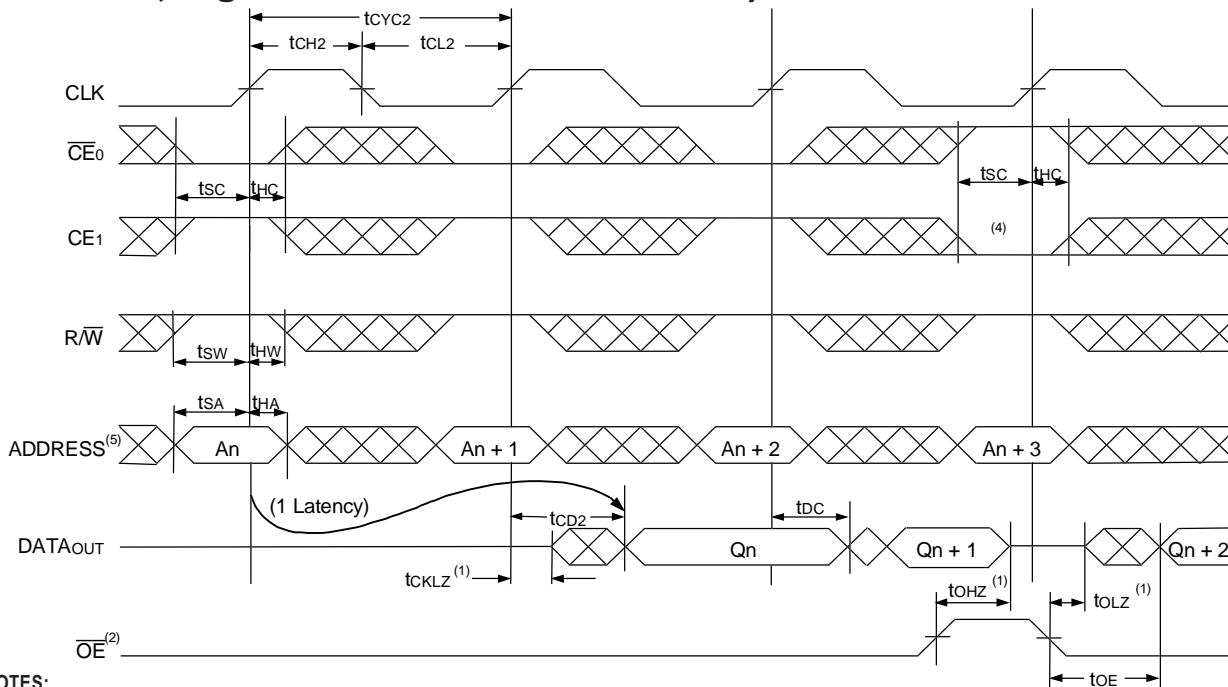 tCYC2
tCH2
tCL2
CLK
CE0
tSC
tHC
tSC
tHC
CE1
(4)
R/W
tSW
tHW
tSA
tHA
ADDRESS(5)
An
An + 1
An + 2
An + 3
(1 Latency)
tCD2
tDC
DATAOUT
Qn
Qn + 1
Qn + 2
tCKLZ (1)
tOHZ (1)
tOLZ (1)
OE(2)
tOE